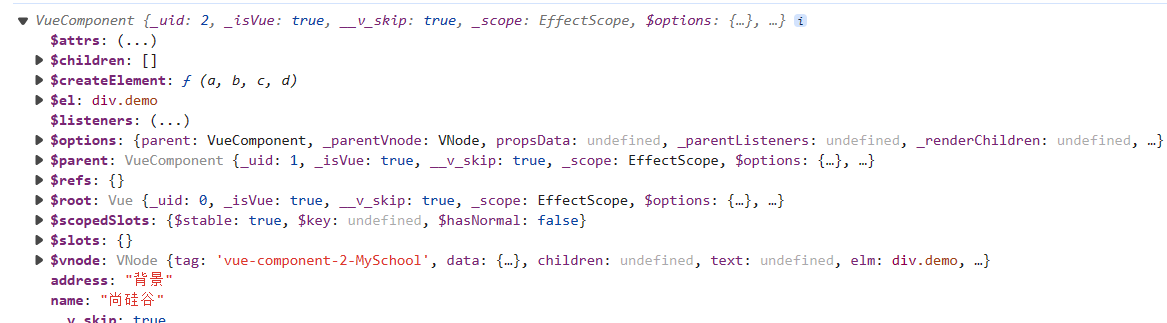 ▼ VueComponent {_uid: 2, _isVue: true, __v_skip: true, _scope: EffectScope, $options: {…}, …} i
$attrs: (...)
▶ $children: []
▶ $createElement: ƒ (a, b, c, d)
▶ $el: div.demo
$listeners: (...)
▶ $options: {parent: VueComponent, _parentVnode: VNode, propsData: undefined, _parentListeners: undefined, _renderChildren: undefined, …}
▶ $parent: VueComponent {_uid: 1, _isVue: true, __v_skip: true, _scope: EffectScope, $options: {…}, …}
▶ $refs: {}
▶ $root: Vue {_uid: 0, _isVue: true, __v_skip: true, _scope: EffectScope, $options: {…}, …}
▶ $scopedSlots: {$stable: true, $key: undefined, $hasNormal: false}
▶ $slots: {}
▶ $vnode: VNode {tag: 'vue-component-2-MySchool', data: {…}, children: undefined, text: undefined, elm: div.demo, …}
address: "背景"
name: "尚硅谷"
__v_skip: true